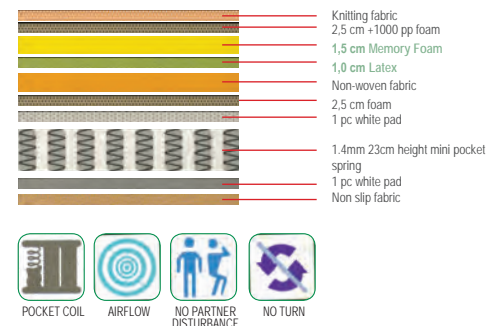 Knitting fabric
2,5 cm +1000 pp foam
1,5 cm Memory Foam
1,0 cm Latex
Non-woven fabric
2,5 cm foam
1 pc white pad
1.4mm 23cm height mini pocket
spring
1 pc white pad
Non slip fabric
POCKET COIL
AIRFLOW
NO PARTNER
DISTURBANCE
NO TURN